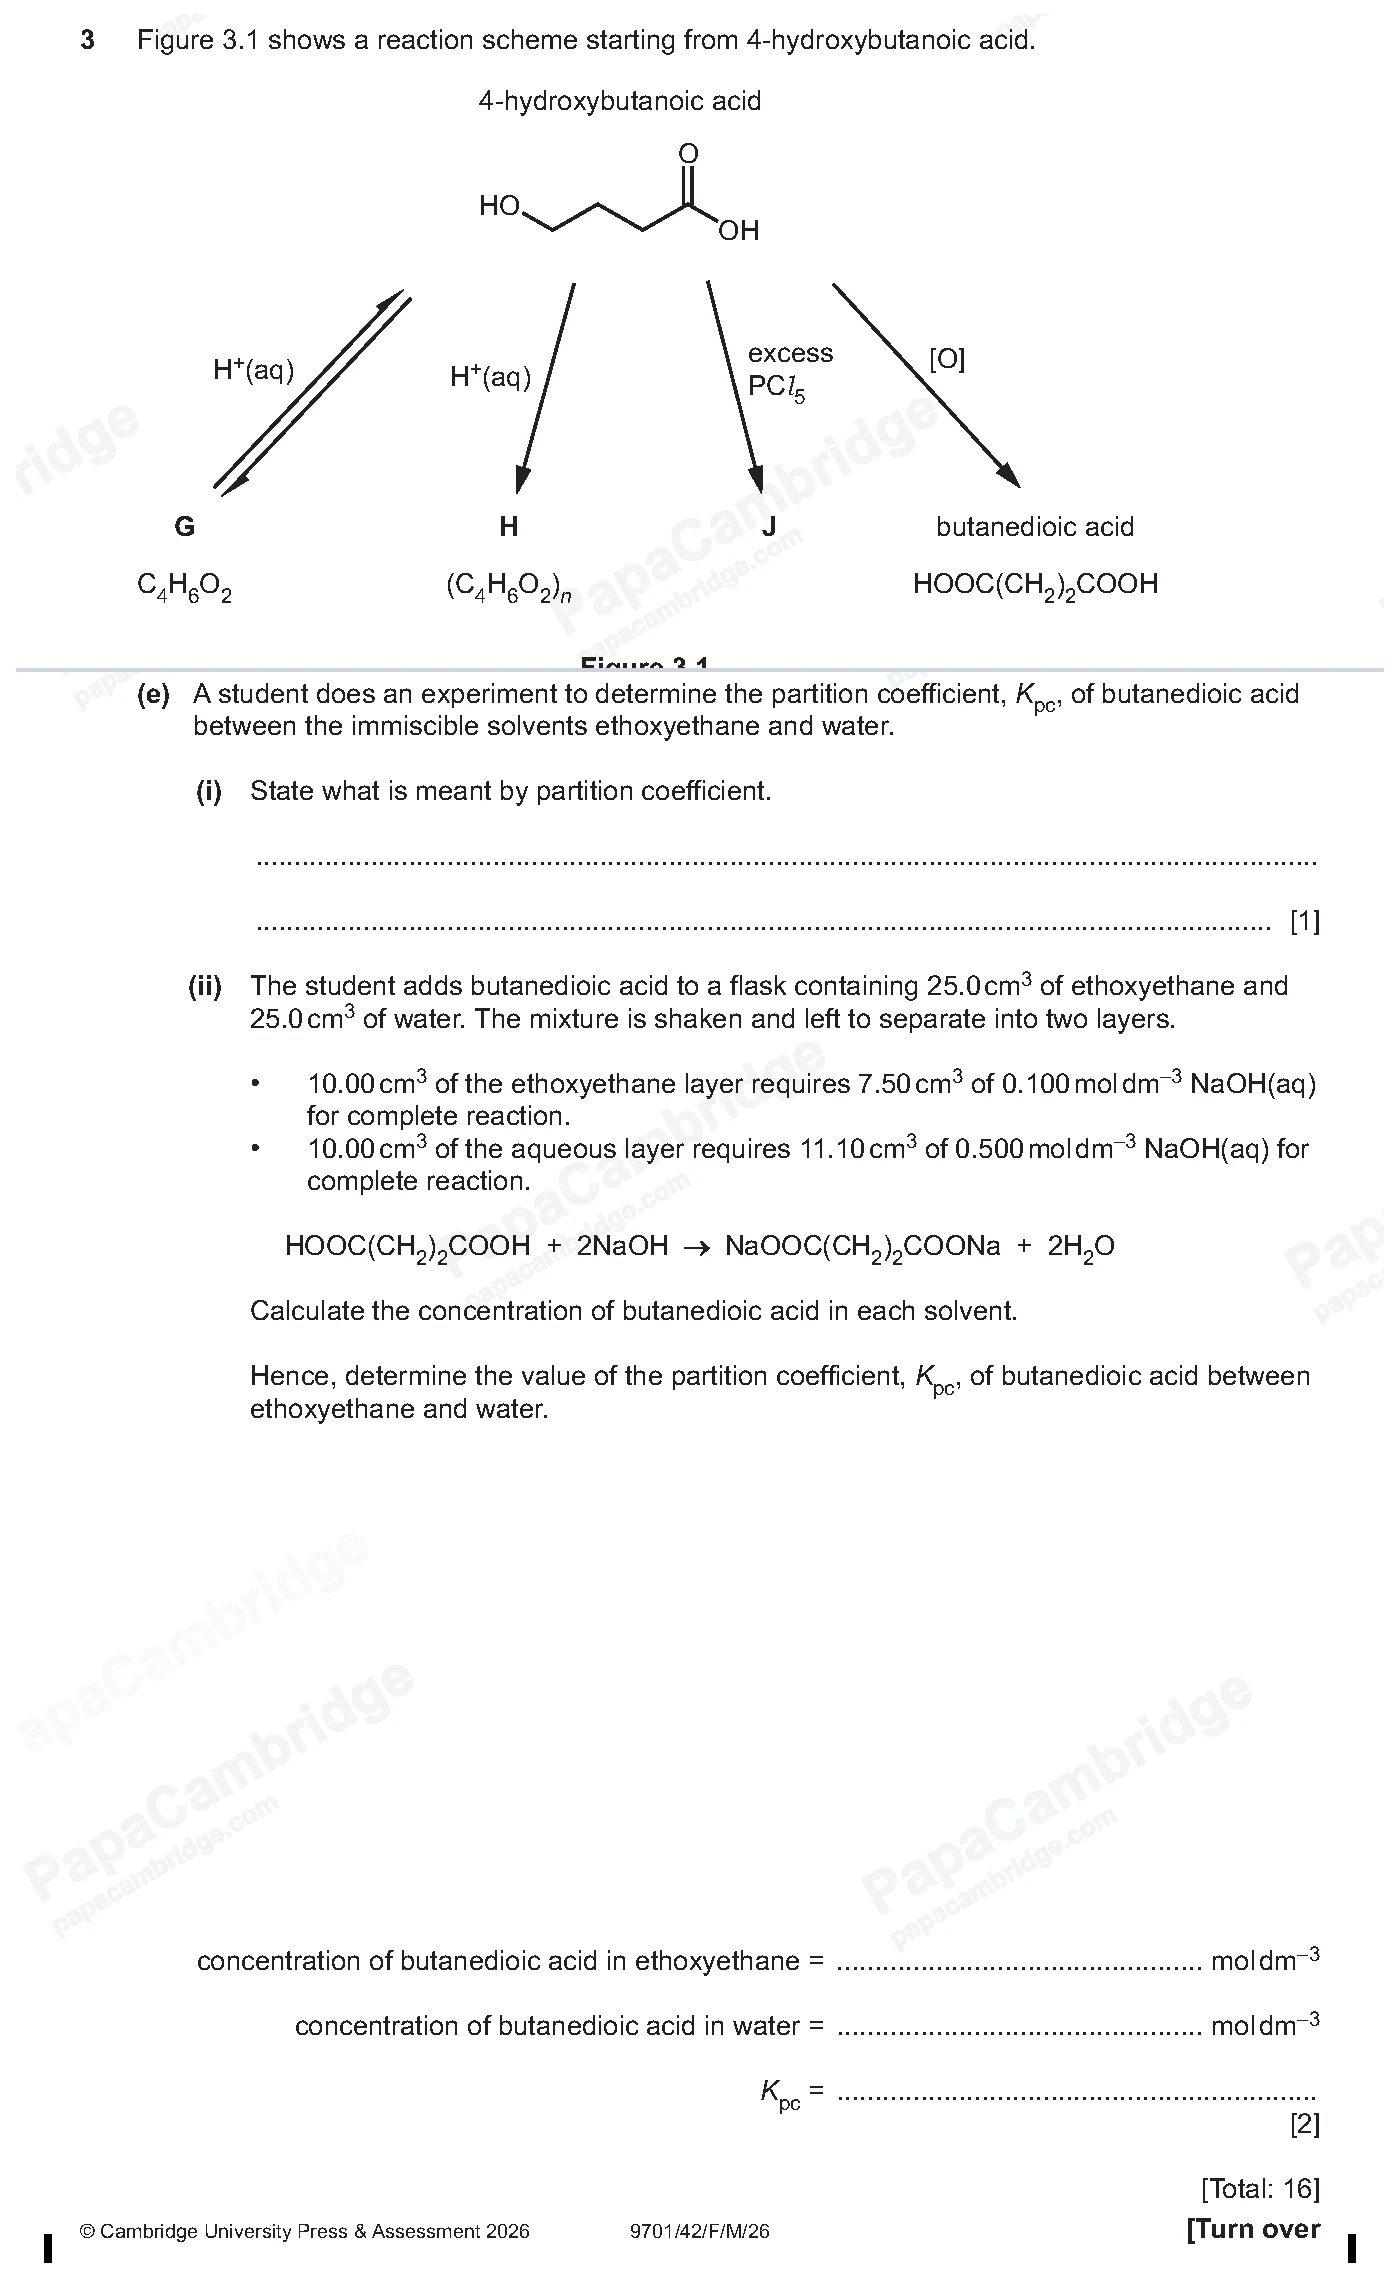 3 Figure 3.1 shows a reaction scheme starting from 4-hydroxybutanoic acid.
4-hydroxybutanoic acid
O
HO
OH
H⁺(aq)
H⁺(aq)
excess
PCl₅
[O]
G
H
J
butanedioic acid
C₄H₆O₂
(C₄H₆O₂)ₙ
HOOC(CH₂)₂COOH
Figure 3.1
(e) A student does an experiment to determine the partition coefficient, Kpc, of butanedioic acid
between the immiscible solvents ethoxyethane and water.
(i) State what is meant by partition coefficient.
[1]
(ii) The student adds butanedioic acid to a flask containing 25.0 cm³ of ethoxyethane and
25.0 cm³ of water. The mixture is shaken and left to separate into two layers.
• 10.00 cm³ of the ethoxyethane layer requires 7.50 cm³ of 0.100 mol dm⁻³ NaOH(aq)
for complete reaction.
• 10.00 cm³ of the aqueous layer requires 11.10 cm³ of 0.500 mol dm⁻³ NaOH(aq) for
complete reaction.
HOOC(CH₂)₂COOH + 2NaOH → NaOOC(CH₂)₂COONa + 2H₂O
Calculate the concentration of butanedioic acid in each solvent.
Hence, determine the value of the partition coefficient, Kpc, of butanedioic acid between
ethoxyethane and water.
concentration of butanedioic acid in ethoxyethane = .......... mol dm⁻³
concentration of butanedioic acid in water = .......... mol dm⁻³
Kpc = ..........
[2]
[Total: 16]
© Cambridge University Press & Assessment 2026 9701/42/F/M/26 [Turn over
PapaCambridge
papacambridge.com